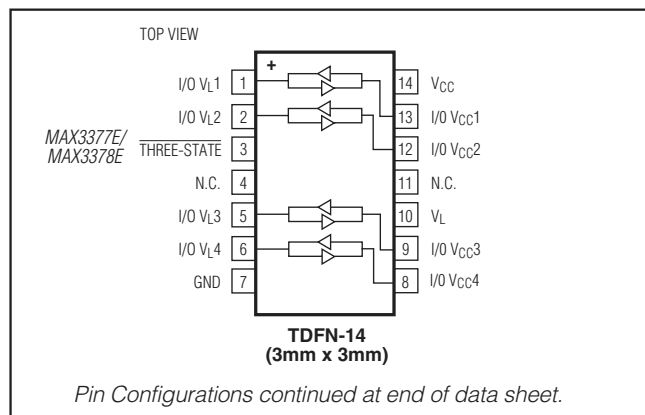 TOP VIEW
+
I/O VL1 1 14 VCC
I/O VL2 2 13 I/O VCC1
MAX3377E/
MAX3378E
THREE-STATE 3 12 I/O VCC2
N.C. 4 11 N.C.
I/O VL3 5 10 VL
I/O VL4 6 9 I/O VCC3
GND 7 8 I/O VCC4
TDFN-14
(3mm x 3mm)
Pin Configurations continued at end of data sheet.